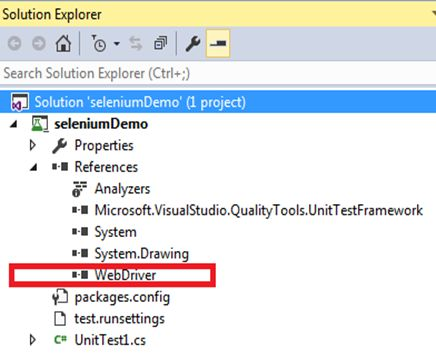 Solution Explorer
Search Solution Explorer (Ctrl+;)
Solution 'seleniumDemo' (1 project)
seleniumDemo
Properties
References
Analyzers
Microsoft.VisualStudio.QualityTools.UnitTestFramework
System
System.Drawing
WebDriver
packages.config
test.runsettings
C# UnitTest1.cs